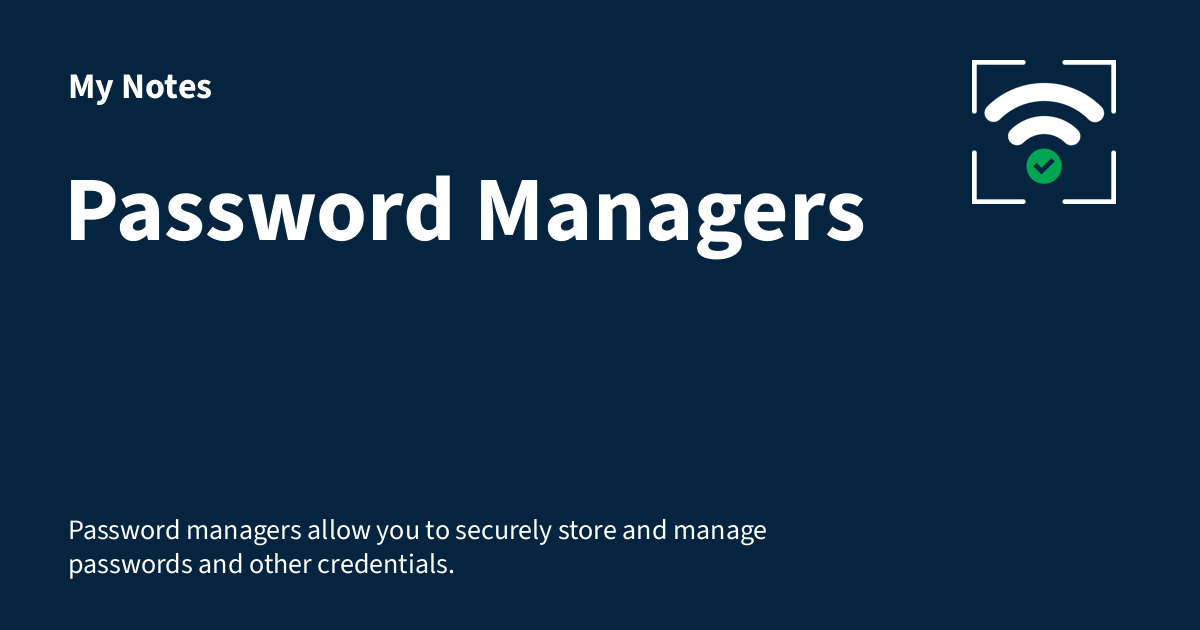 My Notes
Password Managers
Password managers allow you to securely store and manage
passwords and other credentials.